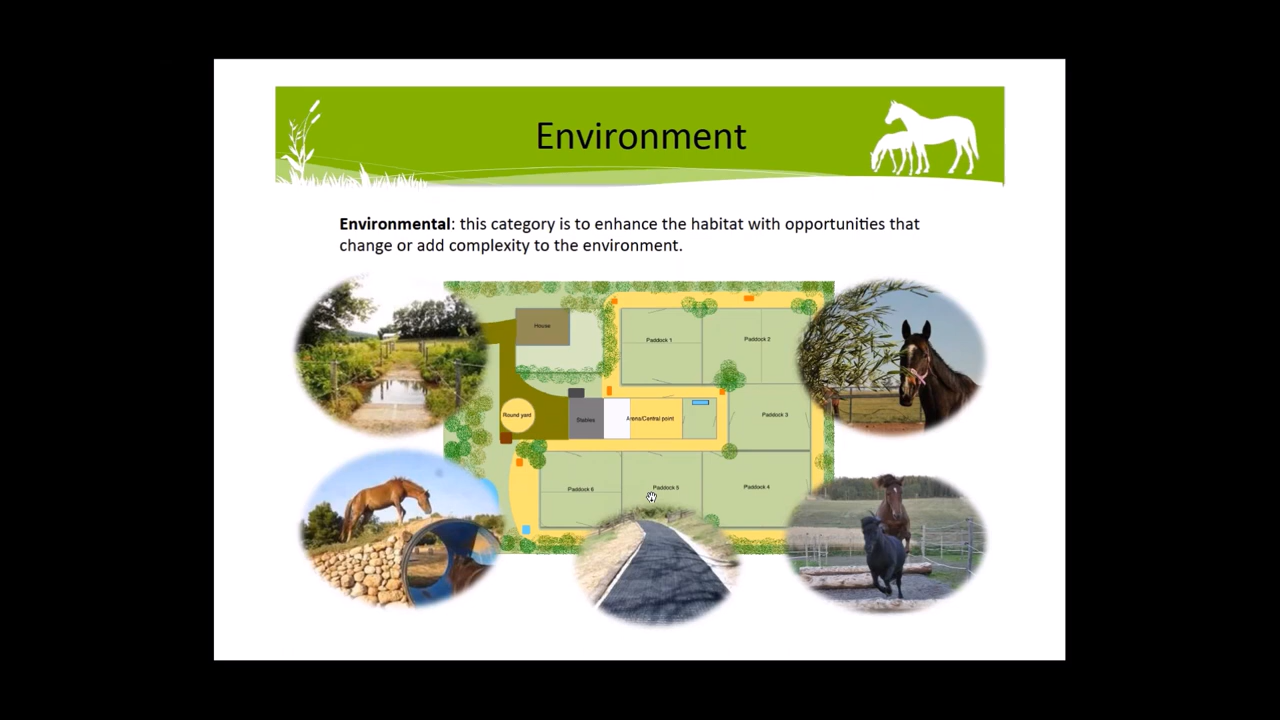 Environment
Environmental: this category is to enhance the habitat with opportunities that
change or add complexity to the environment.
House
Paddock 1
Paddock 2
Round yard
Stables
Arena/Central point
Paddock 3
Paddock 6
Paddock 5
Paddock 4